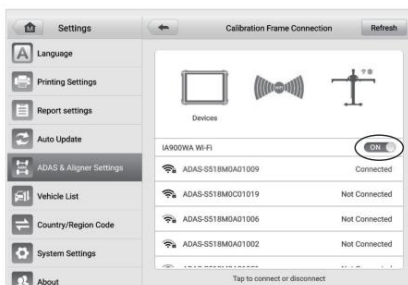 Settings
Calibration Frame Connection
Refresh
Language
Printing Settings
Report settings
Auto Update
ADAS & Aligner Settings
Vehicle List
Country/Region Code
System Settings
About
Devices
IA900WA Wi-Fi
ON
ADAS-S518M0A01009 Connected
ADAS-S518M0C01019 Not Connected
ADAS-S518M0A01006 Not Connected
ADAS-S518M0A01002 Not Connected
Tap to connect or disconnect